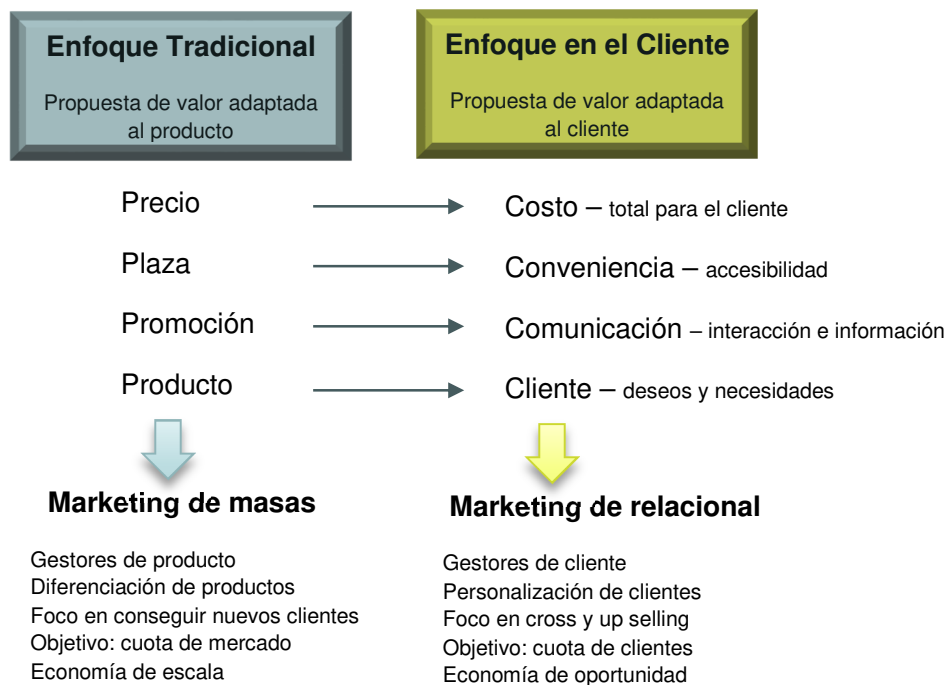 Enfoque Tradicional
Propuesta de valor adaptada
al producto
Enfoque en el Cliente
Propuesta de valor adaptada
al cliente
Precio
Costo – total para el cliente
Plaza
Conveniencia – accesibilidad
Promoción
Comunicación – interacción e información
Producto
Cliente – deseos y necesidades
Marketing de masas
Gestores de producto
Diferenciación de productos
Foco en conseguir nuevos clientes
Objetivo: cuota de mercado
Economía de escala
Marketing de relacional
Gestores de cliente
Personalización de clientes
Foco en cross y up selling
Objetivo: cuota de clientes
Economía de oportunidad